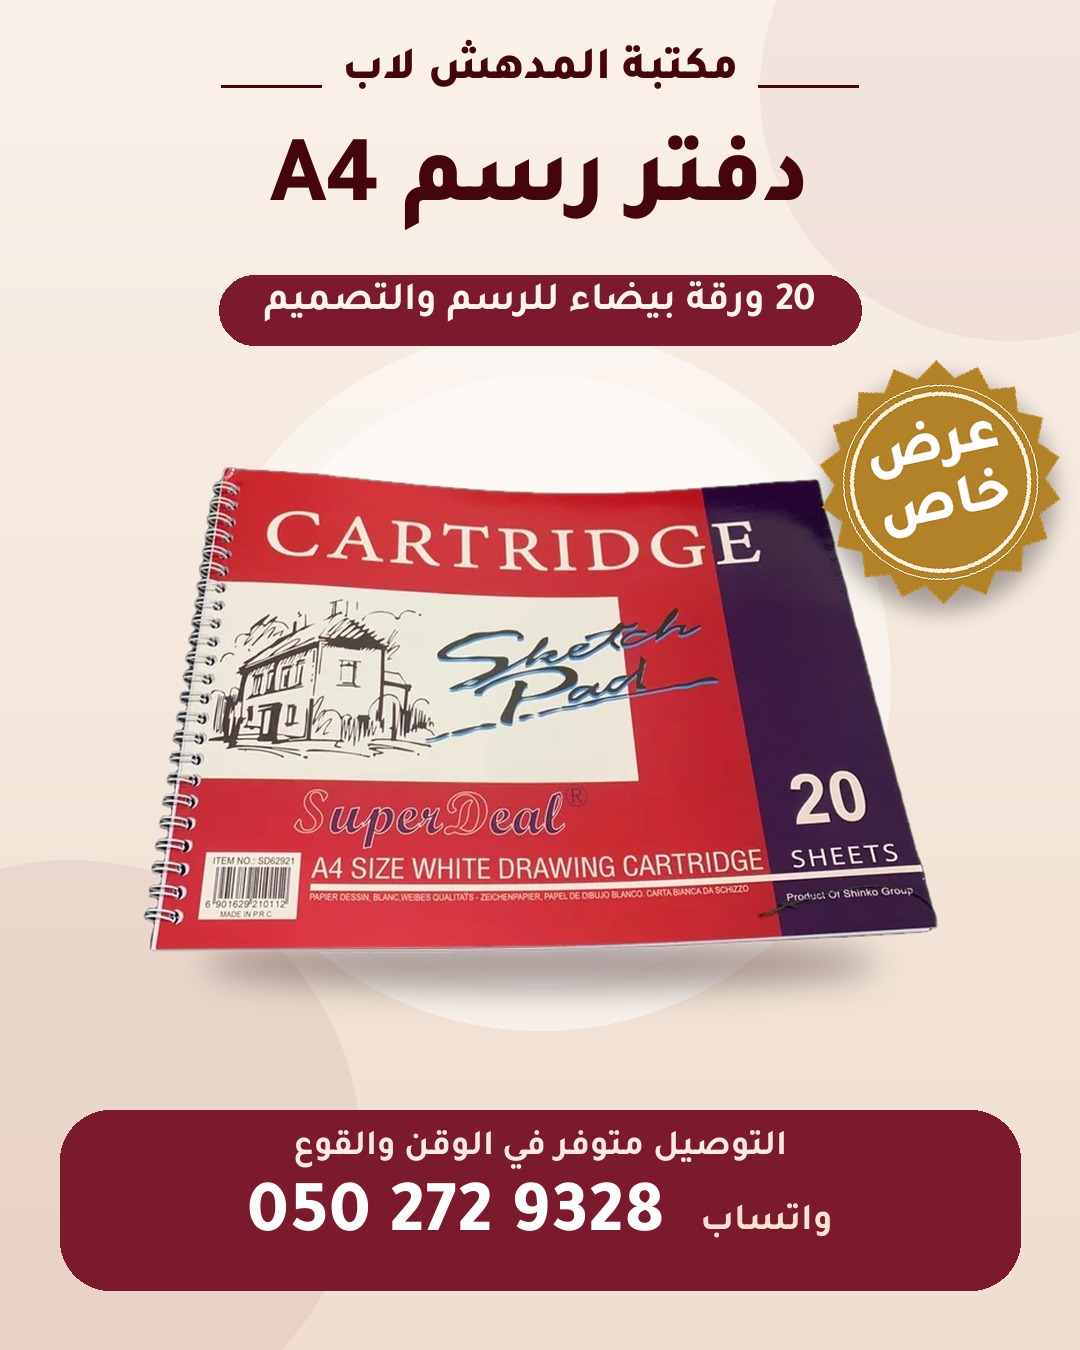 مكتبة المدهش لاب
دفتر رسم A4
20 ورقة بيضاء للرسم والتصميم
عرض
خاص
CARTRIDGE
Sketch
Pad
SuperDeal®
20
SHEETS
ITEM NO.: SD62921
6 901629 210112
MADE IN P.R.C
A4 SIZE WHITE DRAWING CARTRIDGE
PAPIER DESSIN, BLANC,WEIBES QUALITATS - ZEICHENPAPIER, PAPEL DE DIBUJO BLANCO. CARTA BIANCA DA SCHIZZO
Product Of Shinko Group
التوصيل متوفر في الوقن والقوع
واتساب 050 272 9328